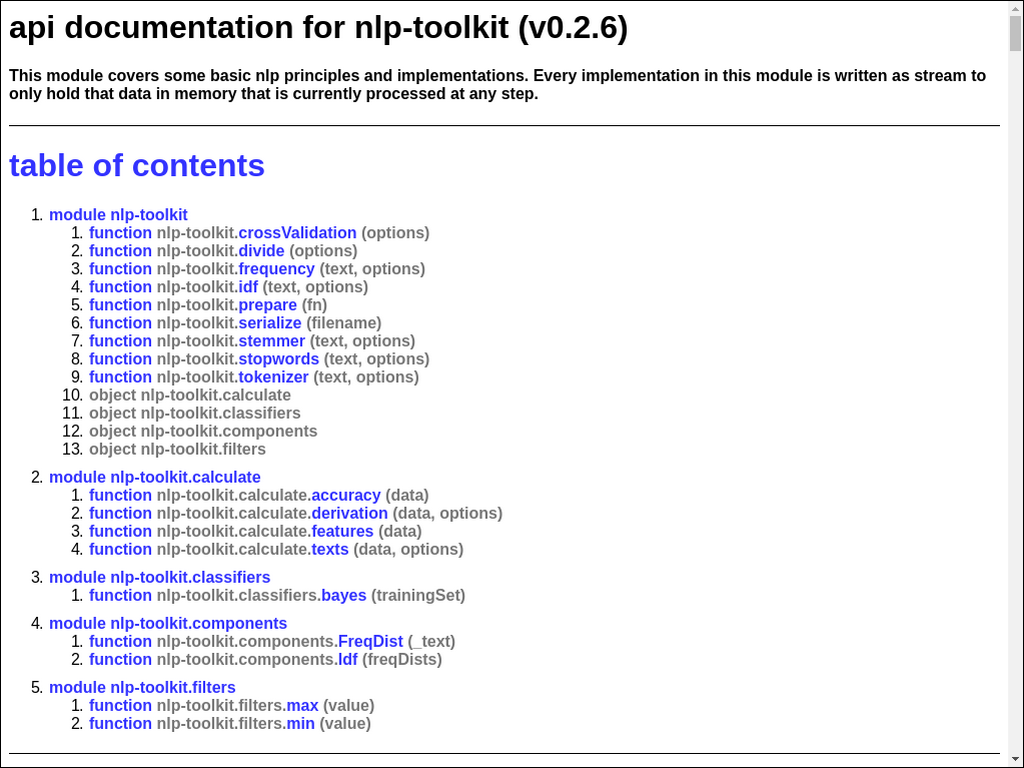 api documentation for nlp-toolkit (v0.2.6)
This module covers some basic nlp principles and implementations. Every implementation in this module is written as stream to
only hold that data in memory that is currently processed at any step.
table of contents
1. module nlp-toolkit
1. function nlp-toolkit.crossValidation (options)
2. function nlp-toolkit.divide (options)
3. function nlp-toolkit.frequency (text, options)
4. function nlp-toolkit.idf (text, options)
5. function nlp-toolkit.prepare (fn)
6. function nlp-toolkit.serialize (filename)
7. function nlp-toolkit.stemmer (text, options)
8. function nlp-toolkit.stopwords (text, options)
9. function nlp-toolkit.tokenizer (text, options)
10. object nlp-toolkit.calculate
11. object nlp-toolkit.classifiers
12. object nlp-toolkit.components
13. object nlp-toolkit.filters
2. module nlp-toolkit.calculate
1. function nlp-toolkit.calculate.accuracy (data)
2. function nlp-toolkit.calculate.derivation (data, options)
3. function nlp-toolkit.calculate.features (data)
4. function nlp-toolkit.calculate.texts (data, options)
3. module nlp-toolkit.classifiers
1. function nlp-toolkit.classifiers.bayes (trainingSet)
4. module nlp-toolkit.components
1. function nlp-toolkit.components.FreqDist (_text)
2. function nlp-toolkit.components.Idf (freqDists)
5. module nlp-toolkit.filters
1. function nlp-toolkit.filters.max (value)
2. function nlp-toolkit.filters.min (value)